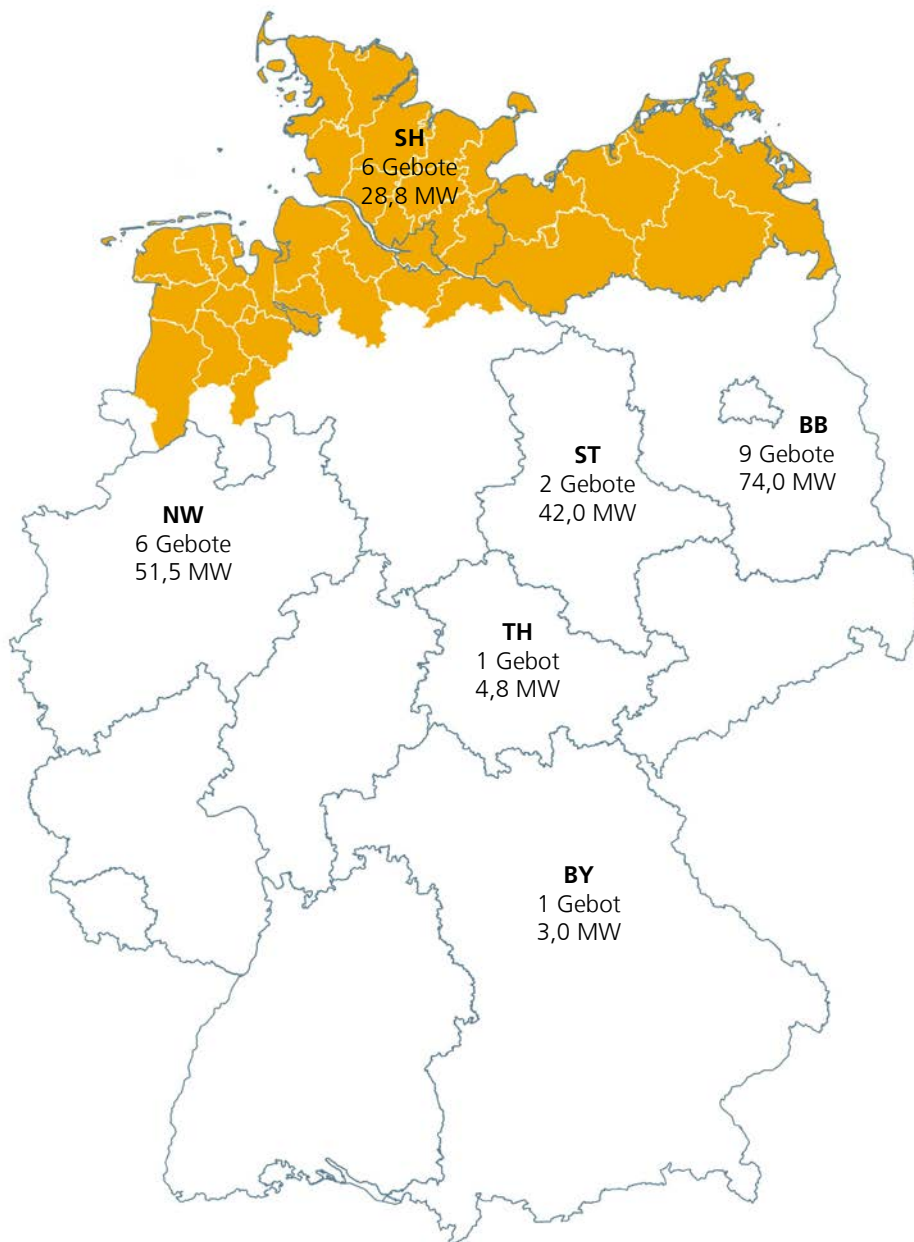 SH
6 Gebote
28,8 MW
BB
9 Gebote
74,0 MW
ST
2 Gebote
42,0 MW
NW
6 Gebote
51,5 MW
TH
1 Gebot
4,8 MW
BY
1 Gebot
3,0 MW